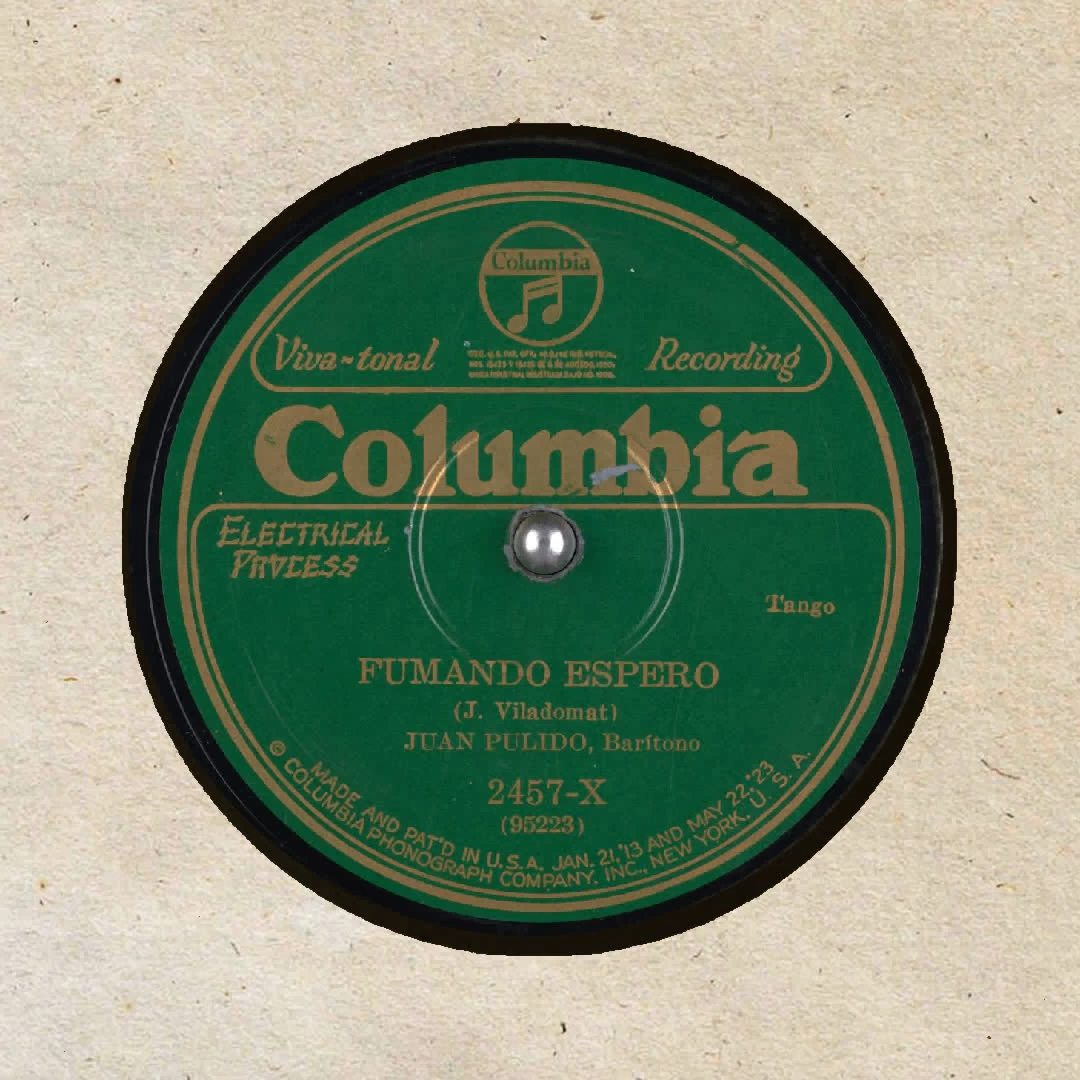 Columbia
Viva-tonal Recording
Columbia
ELECTRICAL
PROCESS
Tango
FUMANDO ESPERO
(J. Viladomat)
JUAN PULIDO, Barítono
2457-X
(95223)
MADE AND PAT'D IN U.S.A. JAN. 21,'13 AND MAY 22,'23
© COLUMBIA PHONOGRAPH COMPANY, INC., NEW YORK, U. S. A.